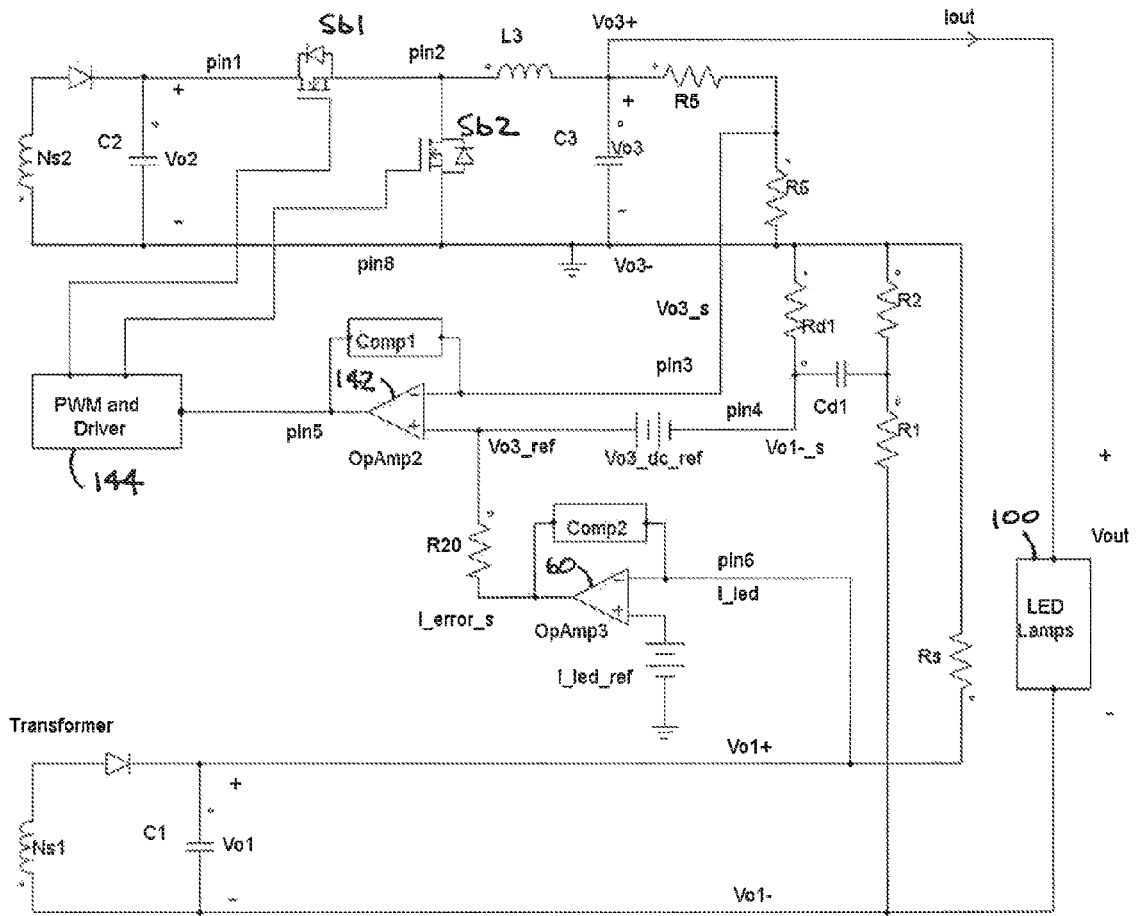 Sb1
Vo3+
Iout
pin1
pin2
L3
+
R5
Sb2
+
C2
Vo2
Ns2
C3
Vo3
R6
-
-
pin8
Vo3-
Vo3_s
Rd1
R2
Comp1
pin3
142
-
PWM and
Driver
pin4
Cd1
R1
pin5
+
Vo3_ref
Vo3_dc_ref
Vo1-_s
OpAmp2
144
+
100
Vout
R20
Comp2
60
-
pin6
I_led
LED
Lamps
I_error_s
OpAmp3
+
Rs
I_led_ref
-
Transformer
Vo1+
+
C1
Ns1
Vo1
-
Vo1-